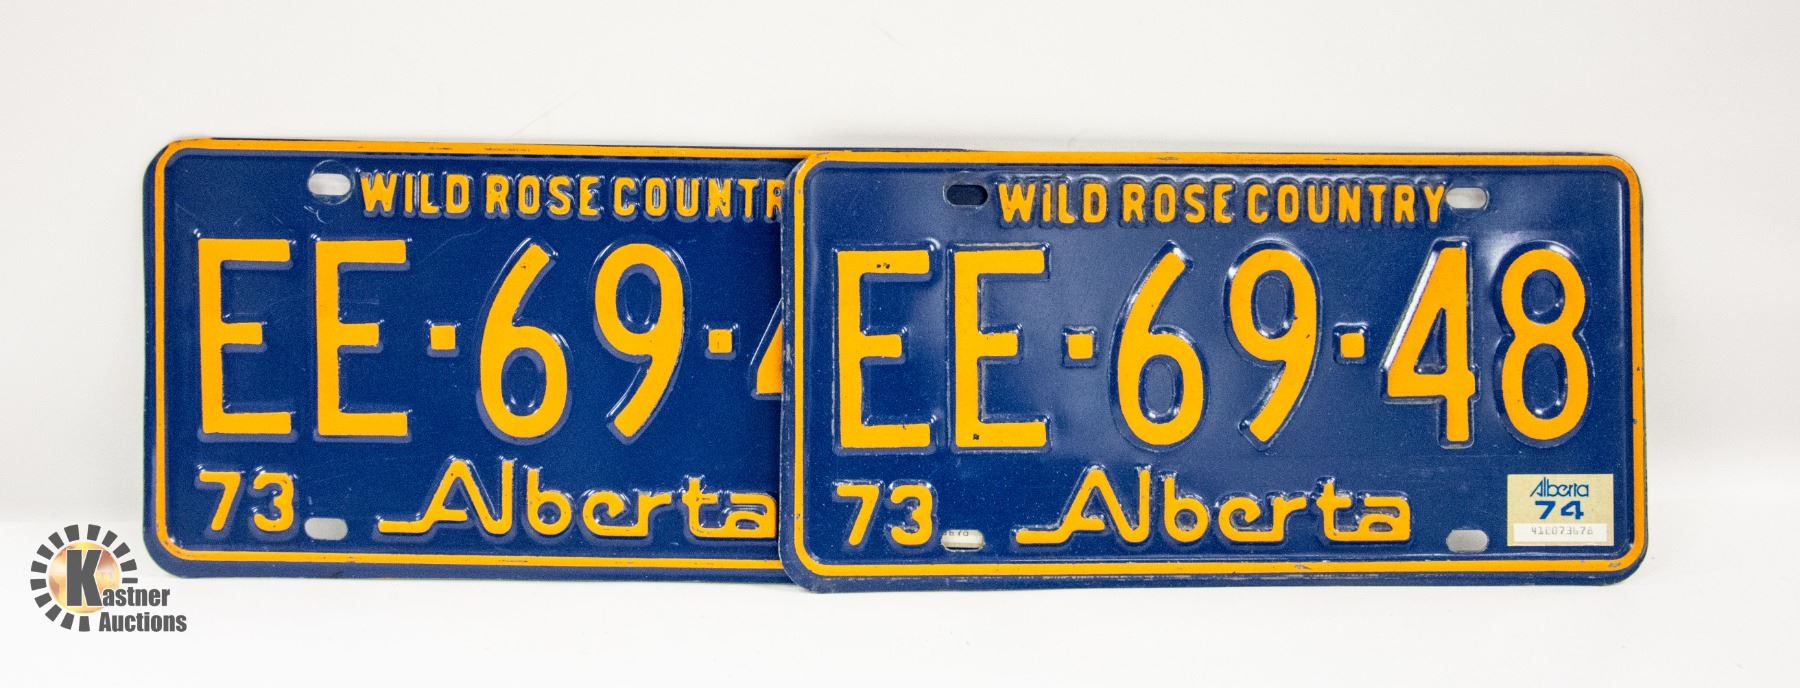 WILD ROSE COUNTR
EE·69·4
73 Alberta
WILD ROSE COUNTRY
EE·69·48
73 Alberta
Alberta
74
Kastner
Auctions